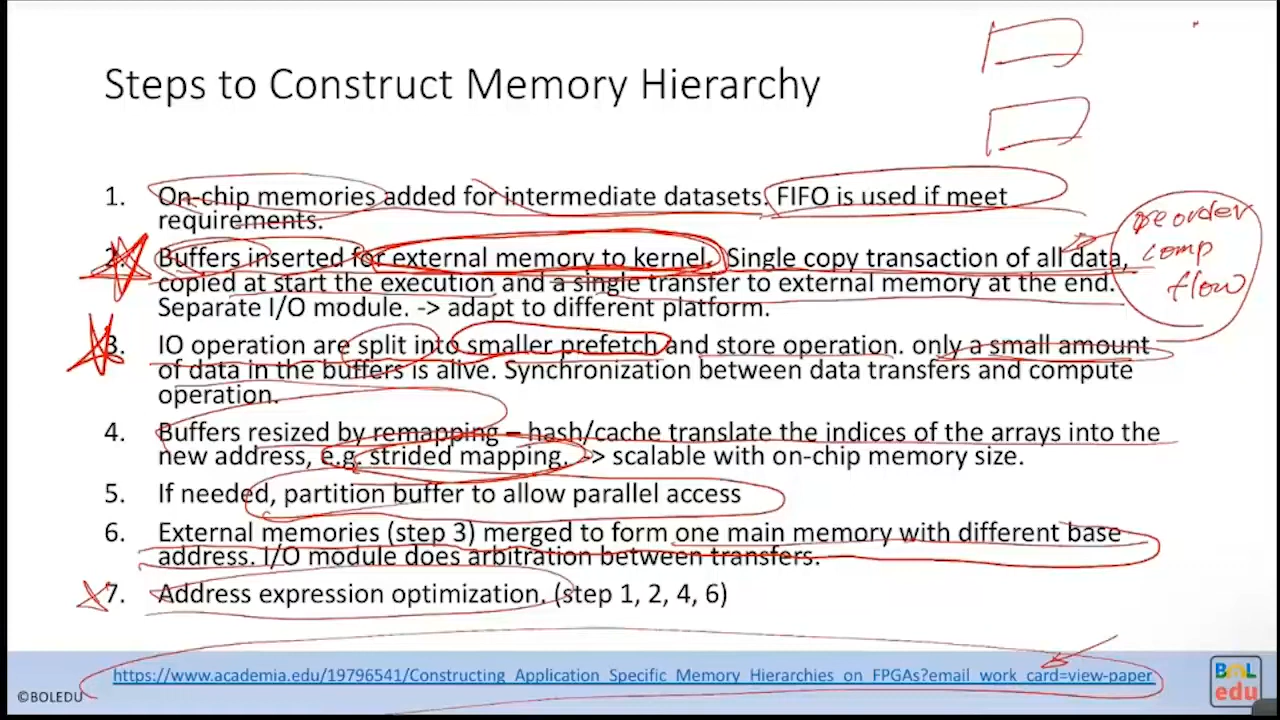 Steps to Construct Memory Hierarchy
1. On-chip memories added for intermediate datasets. FIFO is used if meet
requirements.
2. Buffers inserted for external memory to kernel. Single copy transaction of all data,
copied at start the execution and a single transfer to external memory at the end.
Separate I/O module. -> adapt to different platform.
reorder
comp
flow
3. IO operation are split into smaller prefetch and store operation. only a small amount
of data in the buffers is alive. Synchronization between data transfers and compute
operation.
4. Buffers resized by remapping – hash/cache translate the indices of the arrays into the
new address, e.g. strided mapping. -> scalable with on-chip memory size.
5. If needed, partition buffer to allow parallel access
6. External memories (step 3) merged to form one main memory with different base
address. I/O module does arbitration between transfers.
7. Address expression optimization. (step 1, 2, 4, 6)
https://www.academia.edu/19796541/Constructing_Application_Specific_Memory_Hierarchies_on_FPGAs?email_work_card=view-paper
©BOLEDU
BOL
edu